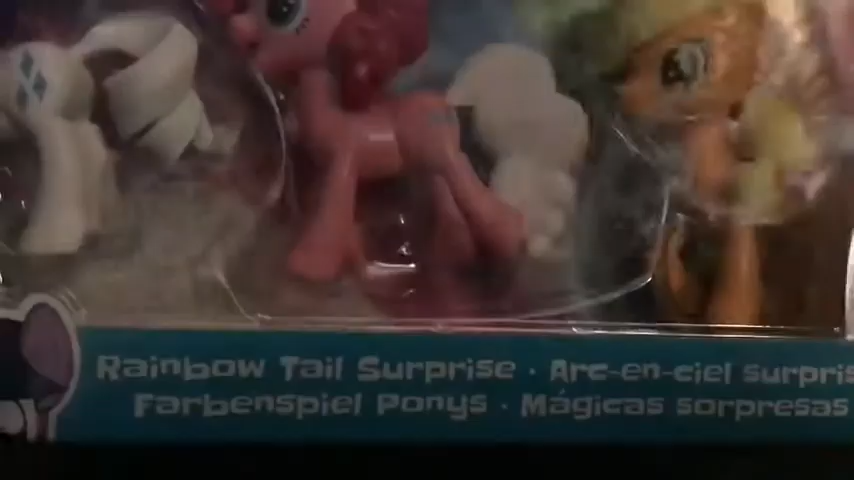 Rainbow Tail Surprise · Arc-en-ciel surpris
Farbenspiel Ponys · Mágicas sorpresas